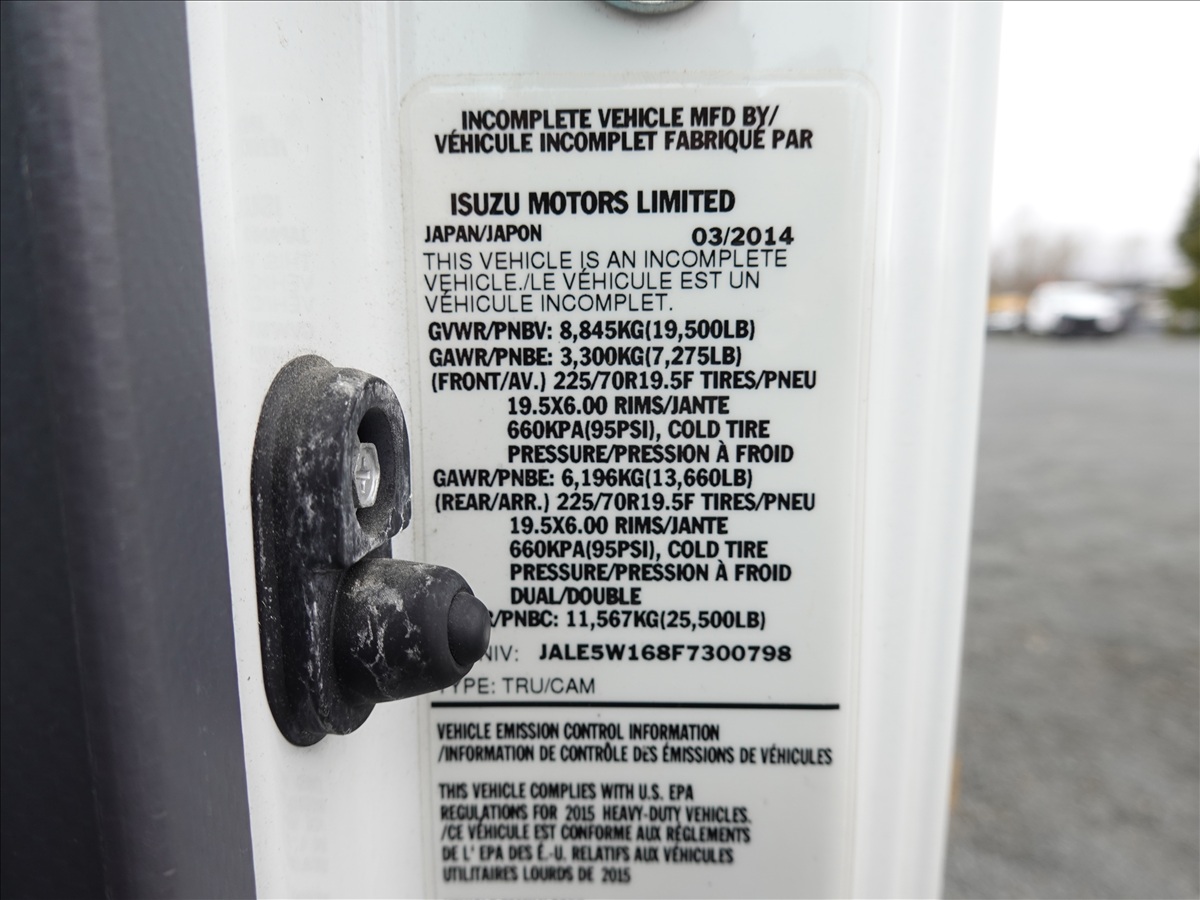 INCOMPLETE VEHICLE MFD BY/
VÉHICULE INCOMPLET FABRIQUÉ PAR
ISUZU MOTORS LIMITED
JAPAN/JAPON 03/2014
THIS VEHICLE IS AN INCOMPLETE
VEHICLE./LE VÉHICULE EST UN
VÉHICULE INCOMPLET.
GVWR/PNBV: 8,845KG(19,500LB)
GAWR/PNBE: 3,300KG(7,275LB)
(FRONT/AV.) 225/70R19.5F TIRES/PNEU
19.5X6.00 RIMS/JANTE
660KPA(95PSI), COLD TIRE
PRESSURE/PRESSION À FROID
GAWR/PNBE: 6,196KG(13,660LB)
(REAR/ARR.) 225/70R19.5F TIRES/PNEU
19.5X6.00 RIMS/JANTE
660KPA(95PSI), COLD TIRE
PRESSURE/PRESSION À FROID
DUAL/DOUBLE
R/PNBC: 11,567KG(25,500LB)
NIV: JALE5W168F7300798
TYPE: TRU/CAM
VEHICLE EMISSION CONTROL INFORMATION
/INFORMATION DE CONTRÔLE DES ÉMISSIONS DE VÉHICULES
THIS VEHICLE COMPLIES WITH U.S. EPA
REGULATIONS FOR 2015 HEAVY-DUTY VEHICLES.
/CE VÉHICULE EST CONFORME AUX RÉGLEMENTS
DE L' EPA DES É.-U. RELATIFS AUX VÉHICULES
UTILITAIRES LOURDS DE 2015